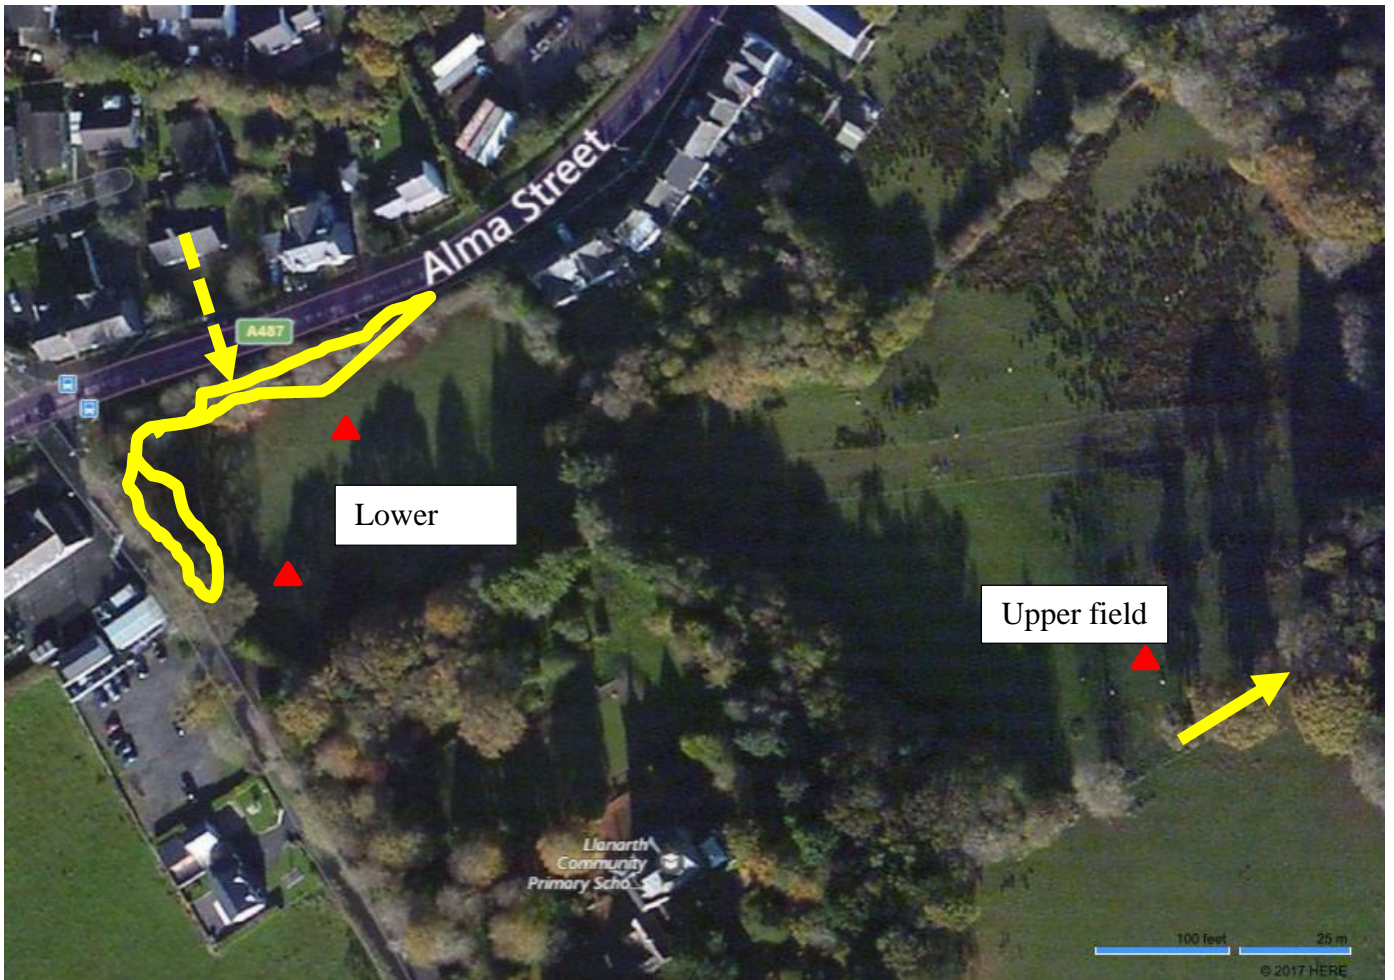 Alma Street
A487
Lower
Upper field
Llanarth
Community
Primary Scho...
100 feet
25 m
© 2017 HERE